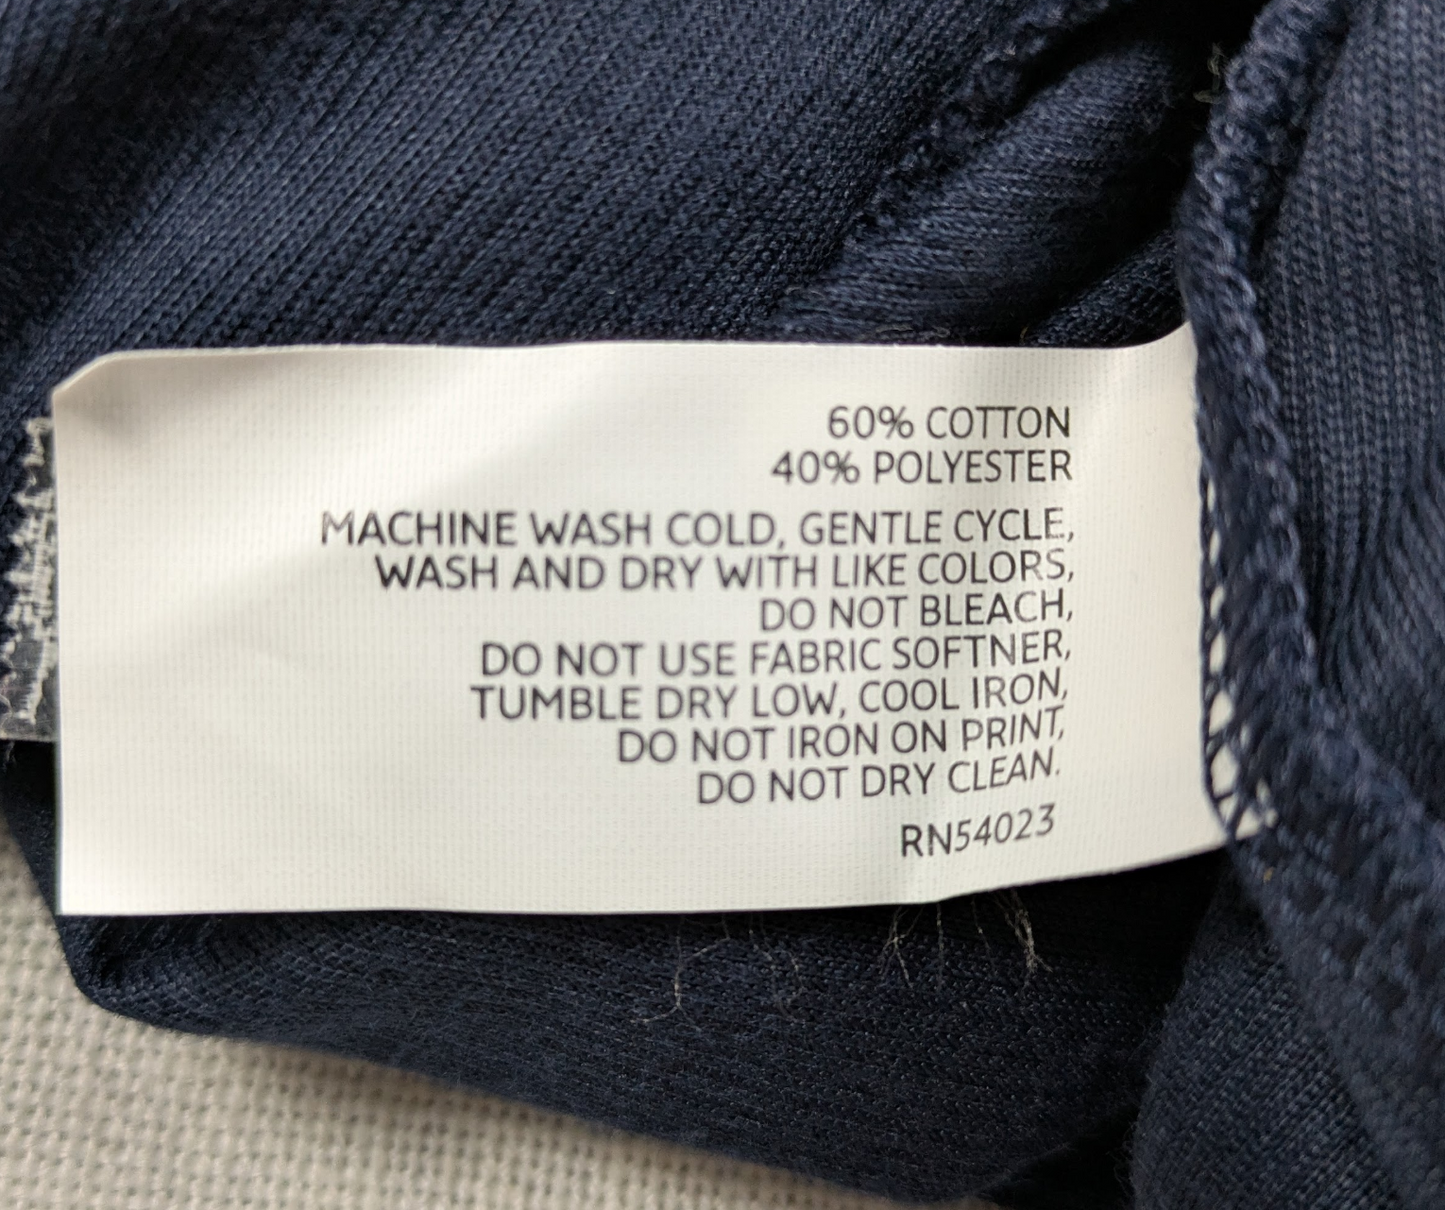 60% COTTON
40% POLYESTER
MACHINE WASH COLD, GENTLE CYCLE,
WASH AND DRY WITH LIKE COLORS,
DO NOT BLEACH,
DO NOT USE FABRIC SOFTNER,
TUMBLE DRY LOW, COOL IRON,
DO NOT IRON ON PRINT,
DO NOT DRY CLEAN.
RN54023